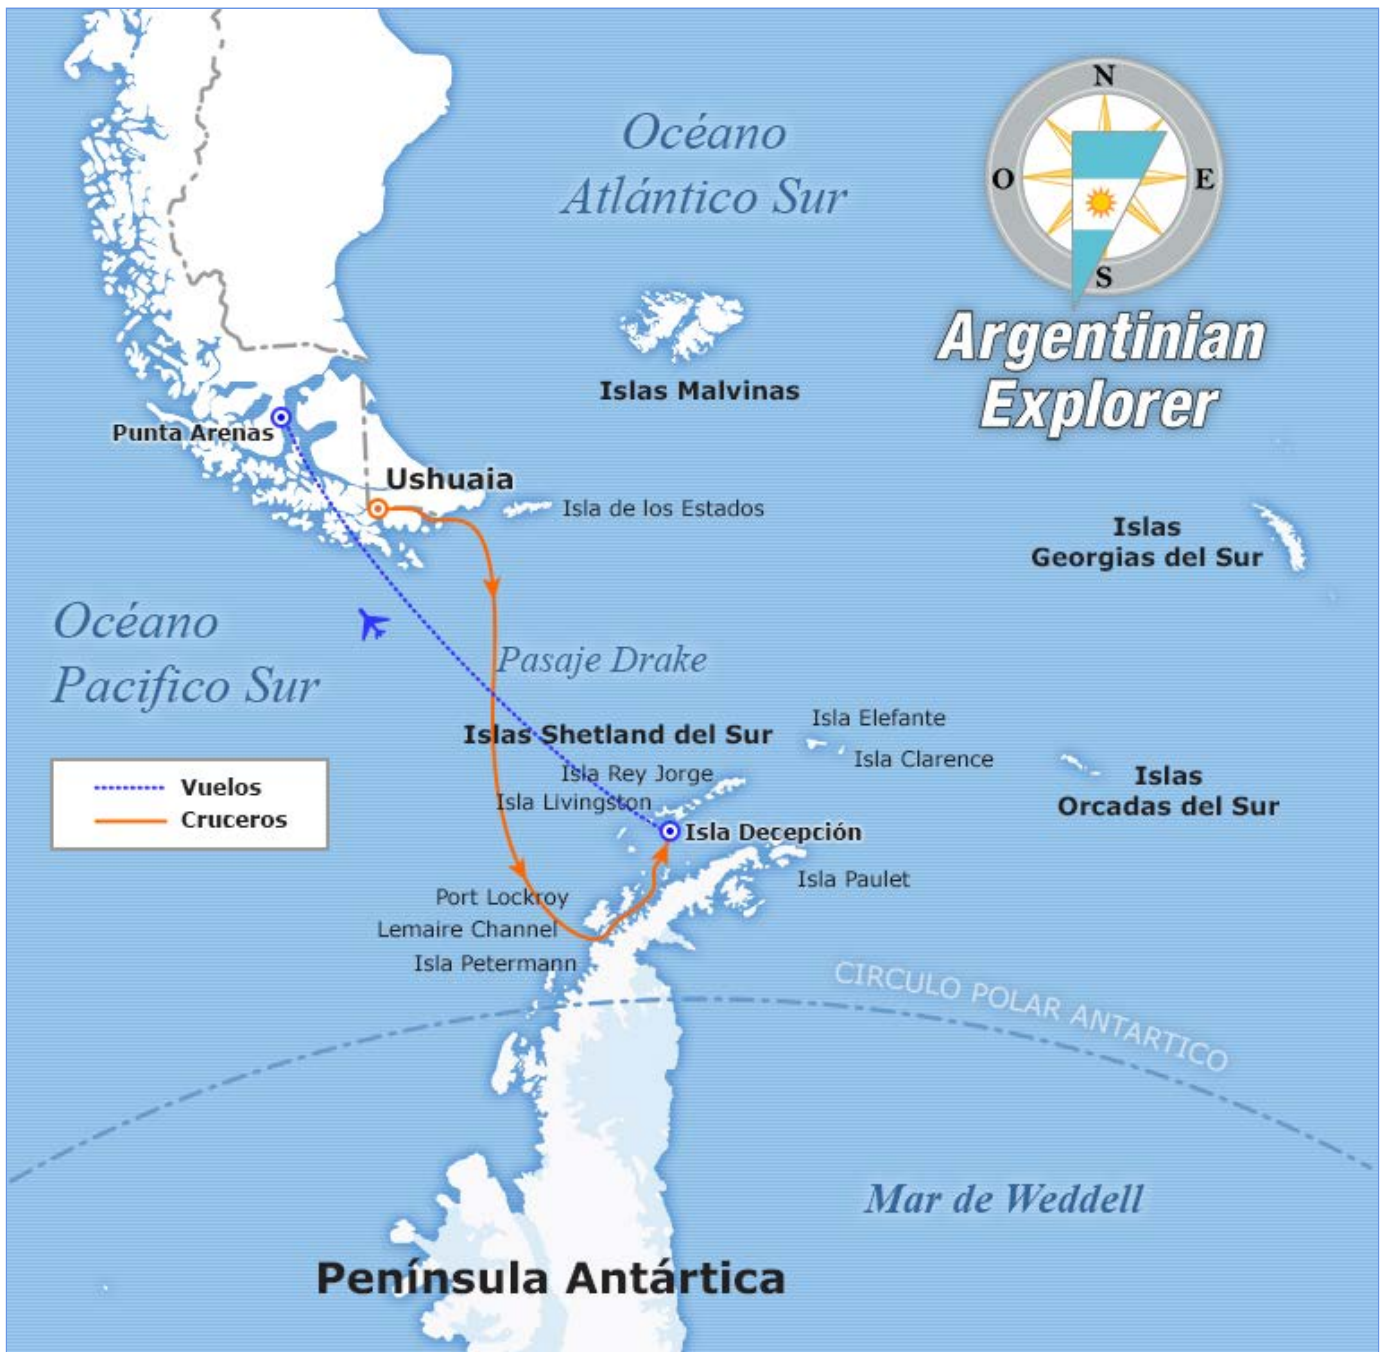 N
O
E
S
Argentinian
Explorer
Océano
Atlántico Sur
Islas Malvinas
Punta Arenas
Ushuaia
Isla de los Estados
Islas
Georgias del Sur
Océano
Pacifico Sur
Pasaje Drake
Isla Elefante
Islas Shetland del Sur
Isla Clarence
Isla Rey Jorge
Islas
Orcadas del Sur
Vuelos
Cruceros
Isla Livingston
Isla Decepción
Isla Paulet
Port Lockroy
Lemaire Channel
Isla Petermann
CIRCULO POLAR ANTARTICO
Mar de Weddell
Península Antártica